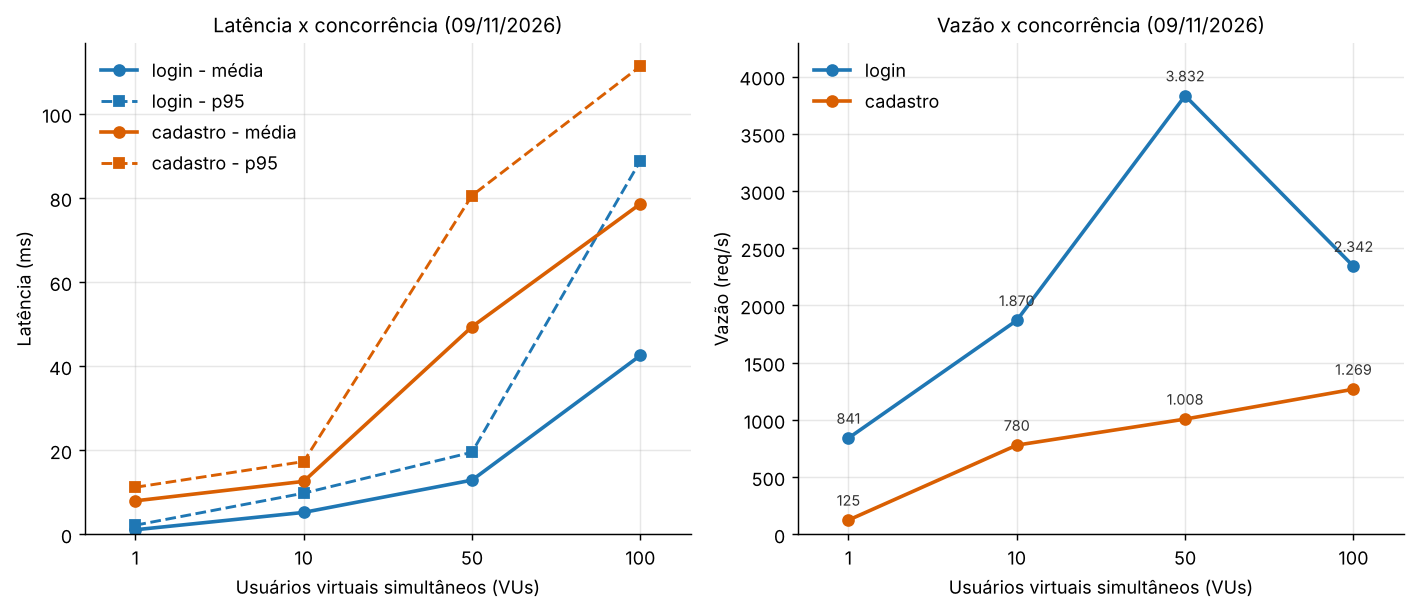 Latência x concorrência (09/11/2026)
login - média
login - p95
cadastro - média
cadastro - p95
Latência (ms)
100
80
60
40
20
0
1 10 50 100
Usuários virtuais simultâneos (VUs)
Vazão x concorrência (09/11/2026)
login
cadastro
Vazão (req/s)
4000
3500
3000
2500
2000
1500
1000
500
0
841
1.870
3.832
2.342
125
780
1.008
1.269
1 10 50 100
Usuários virtuais simultâneos (VUs)